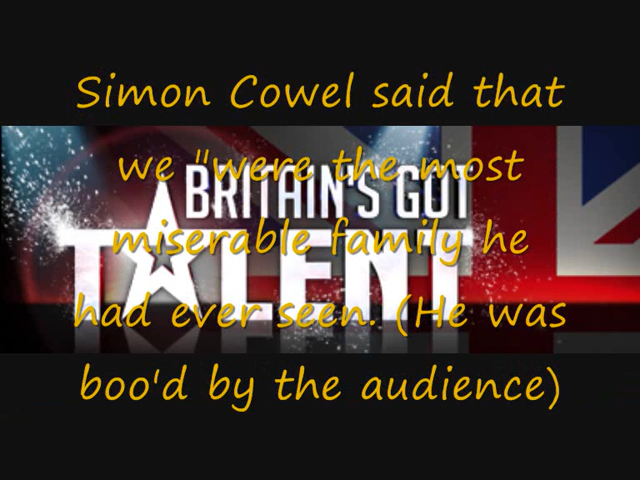 Simon Cowel said that
we "were the most
BRITAIN'S GOT
TALENT
miserable family he
had ever seen. (He was
boo'd by the audience)